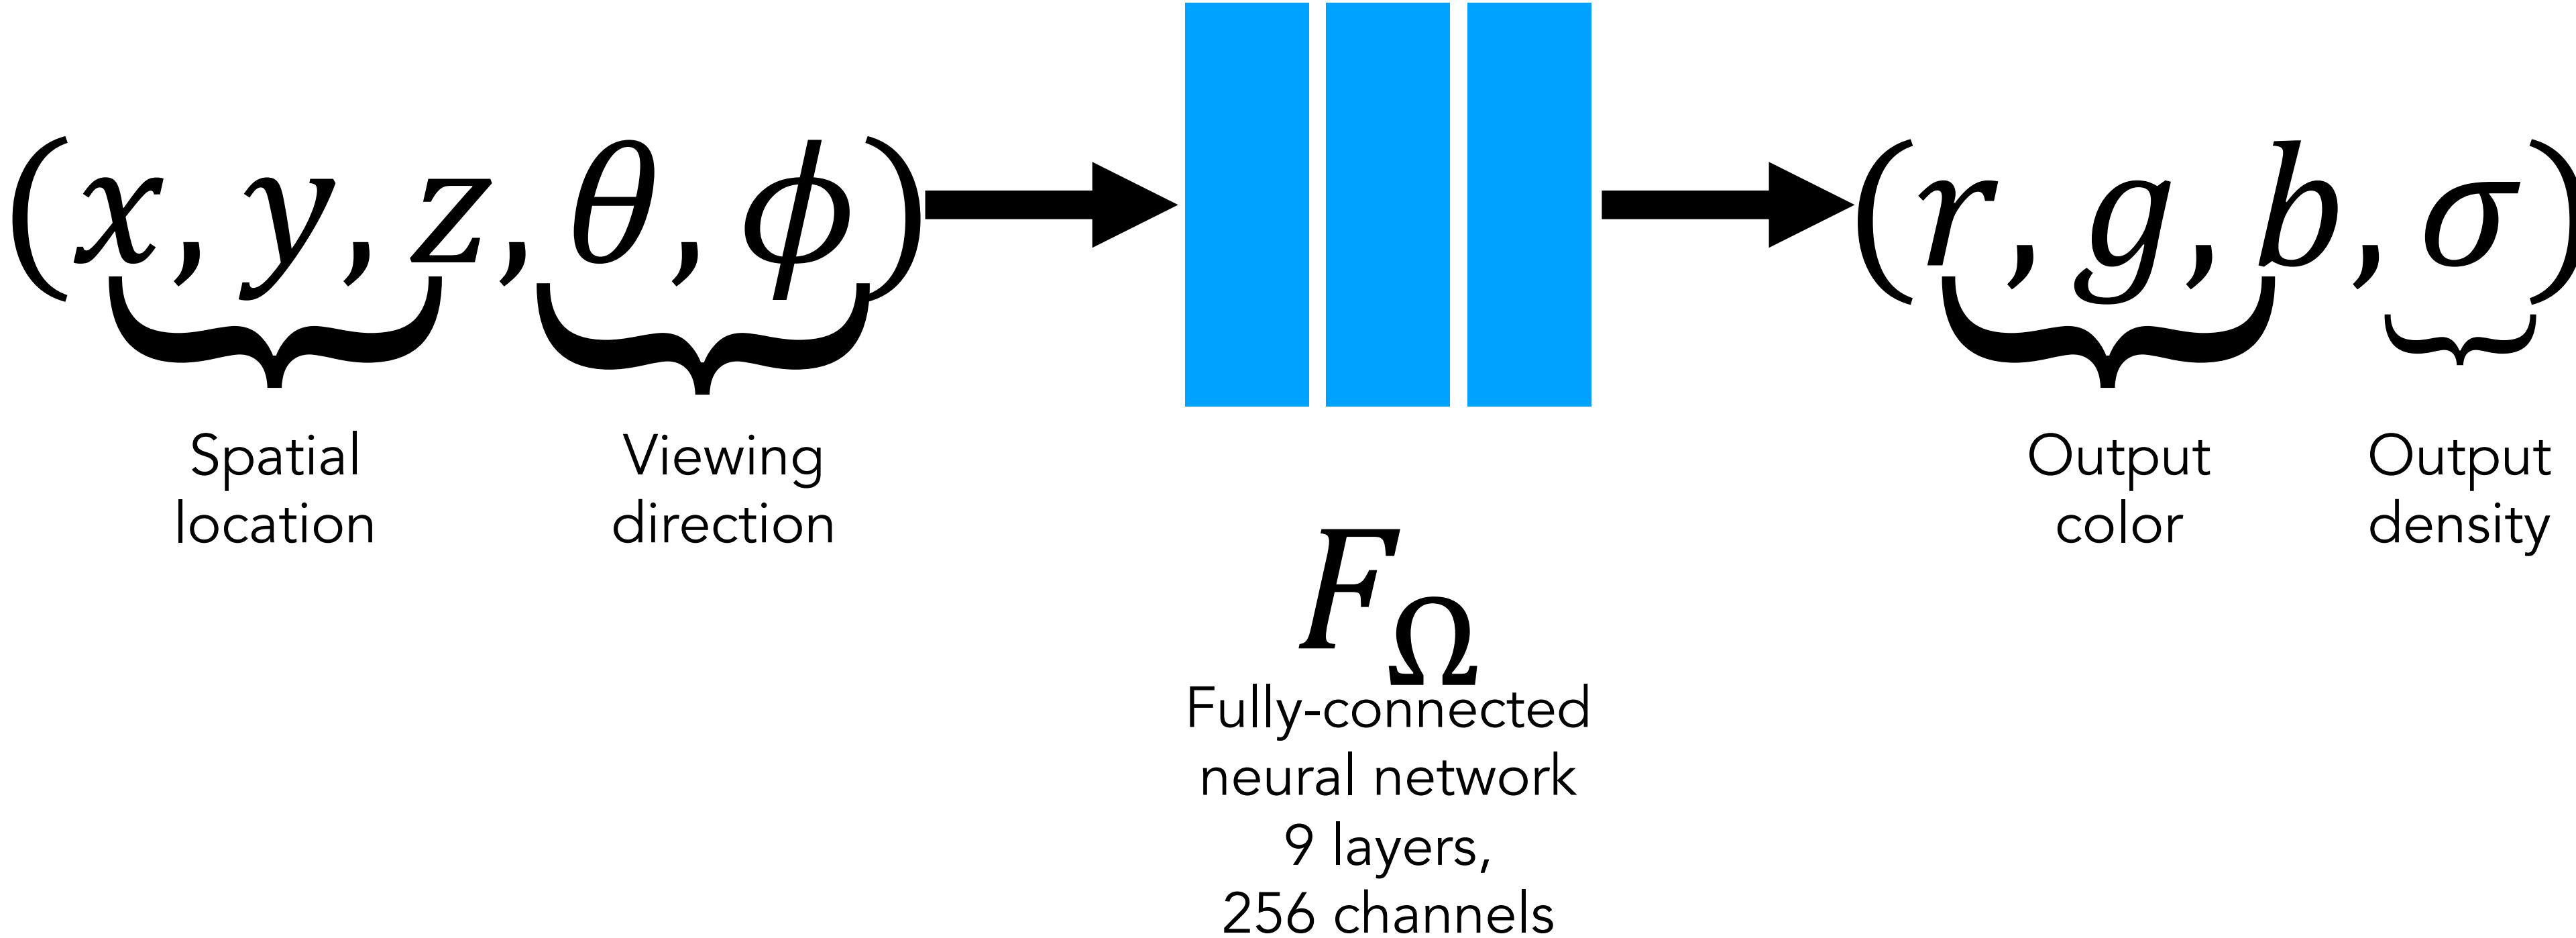 (x, y, z, θ, ϕ)
(r, g, b, σ)
Spatial
location
Viewing
direction
Output
color
Output
density
F_Ω
Fully-connected
neural network
9 layers,
256 channels